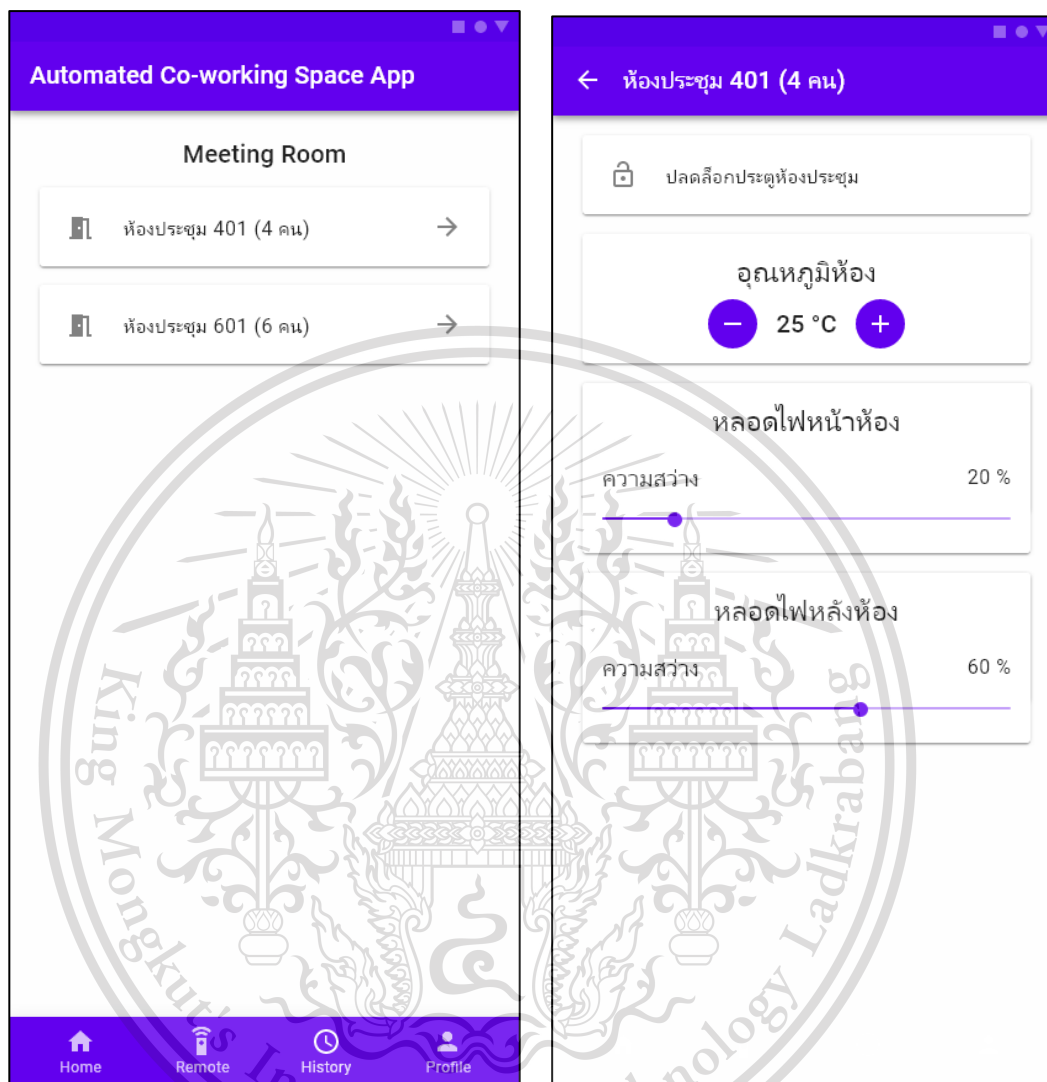 Automated Co-working Space App
Meeting Room
ห้องประชุม 401 (4 คน)
ห้องประชุม 601 (6 คน)
Home
Remote
History
Profile
ห้องประชุม 401 (4 คน)
ปลดล็อกประตูห้องประชุม
อุณหภูมิห้อง
25 °C
หลอดไฟหน้าห้อง
ความสว่าง 20 %
หลอดไฟหลังห้อง
ความสว่าง 60 %
King Mongkut's Ladkrabang